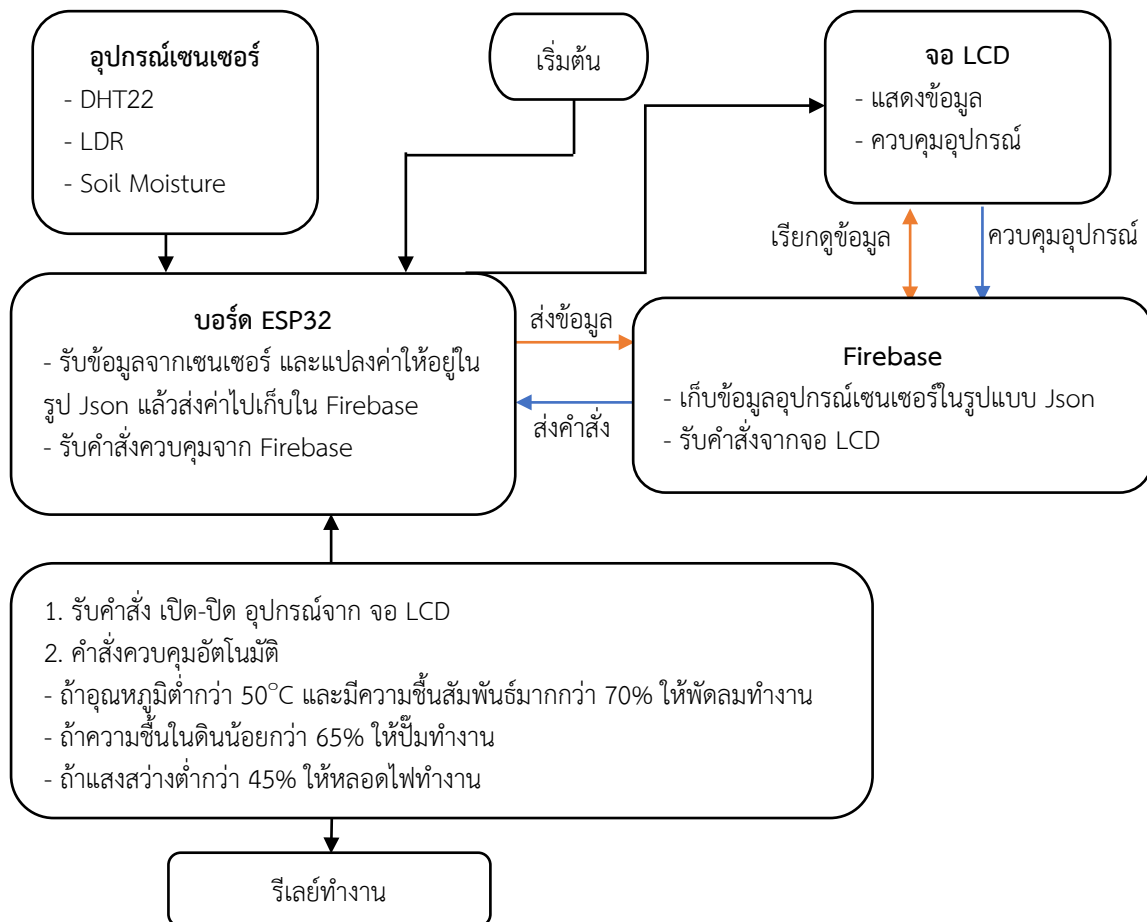 อุปกรณ์เซนเซอร์
- DHT22
- LDR
- Soil Moisture
เริ่มต้น
จอ LCD
- แสดงข้อมูล
- ควบคุมอุปกรณ์
เรียกดูข้อมูล
ควบคุมอุปกรณ์
บอร์ด ESP32
- รับข้อมูลจากเซนเซอร์ และแปลงค่าให้อยู่ใน
รูป Json แล้วส่งค่าไปเก็บใน Firebase
- รับคำสั่งควบคุมจาก Firebase
ส่งข้อมูล
ส่งคำสั่ง
Firebase
- เก็บข้อมูลอุปกรณ์เซนเซอร์ในรูปแบบ Json
- รับคำสั่งจากจอ LCD
1. รับคำสั่ง เปิด-ปิด อุปกรณ์จาก จอ LCD
2. คำสั่งควบคุมอัตโนมัติ
- ถ้าอุณหภูมิต่ำกว่า 50°C และมีความชื้นสัมพันธ์มากกว่า 70% ให้พัดลมทำงาน
- ถ้าความชื้นในดินน้อยกว่า 65% ให้ปั๊มทำงาน
- ถ้าแสงสว่างต่ำกว่า 45% ให้หลอดไฟทำงาน
รีเลย์ทำงาน